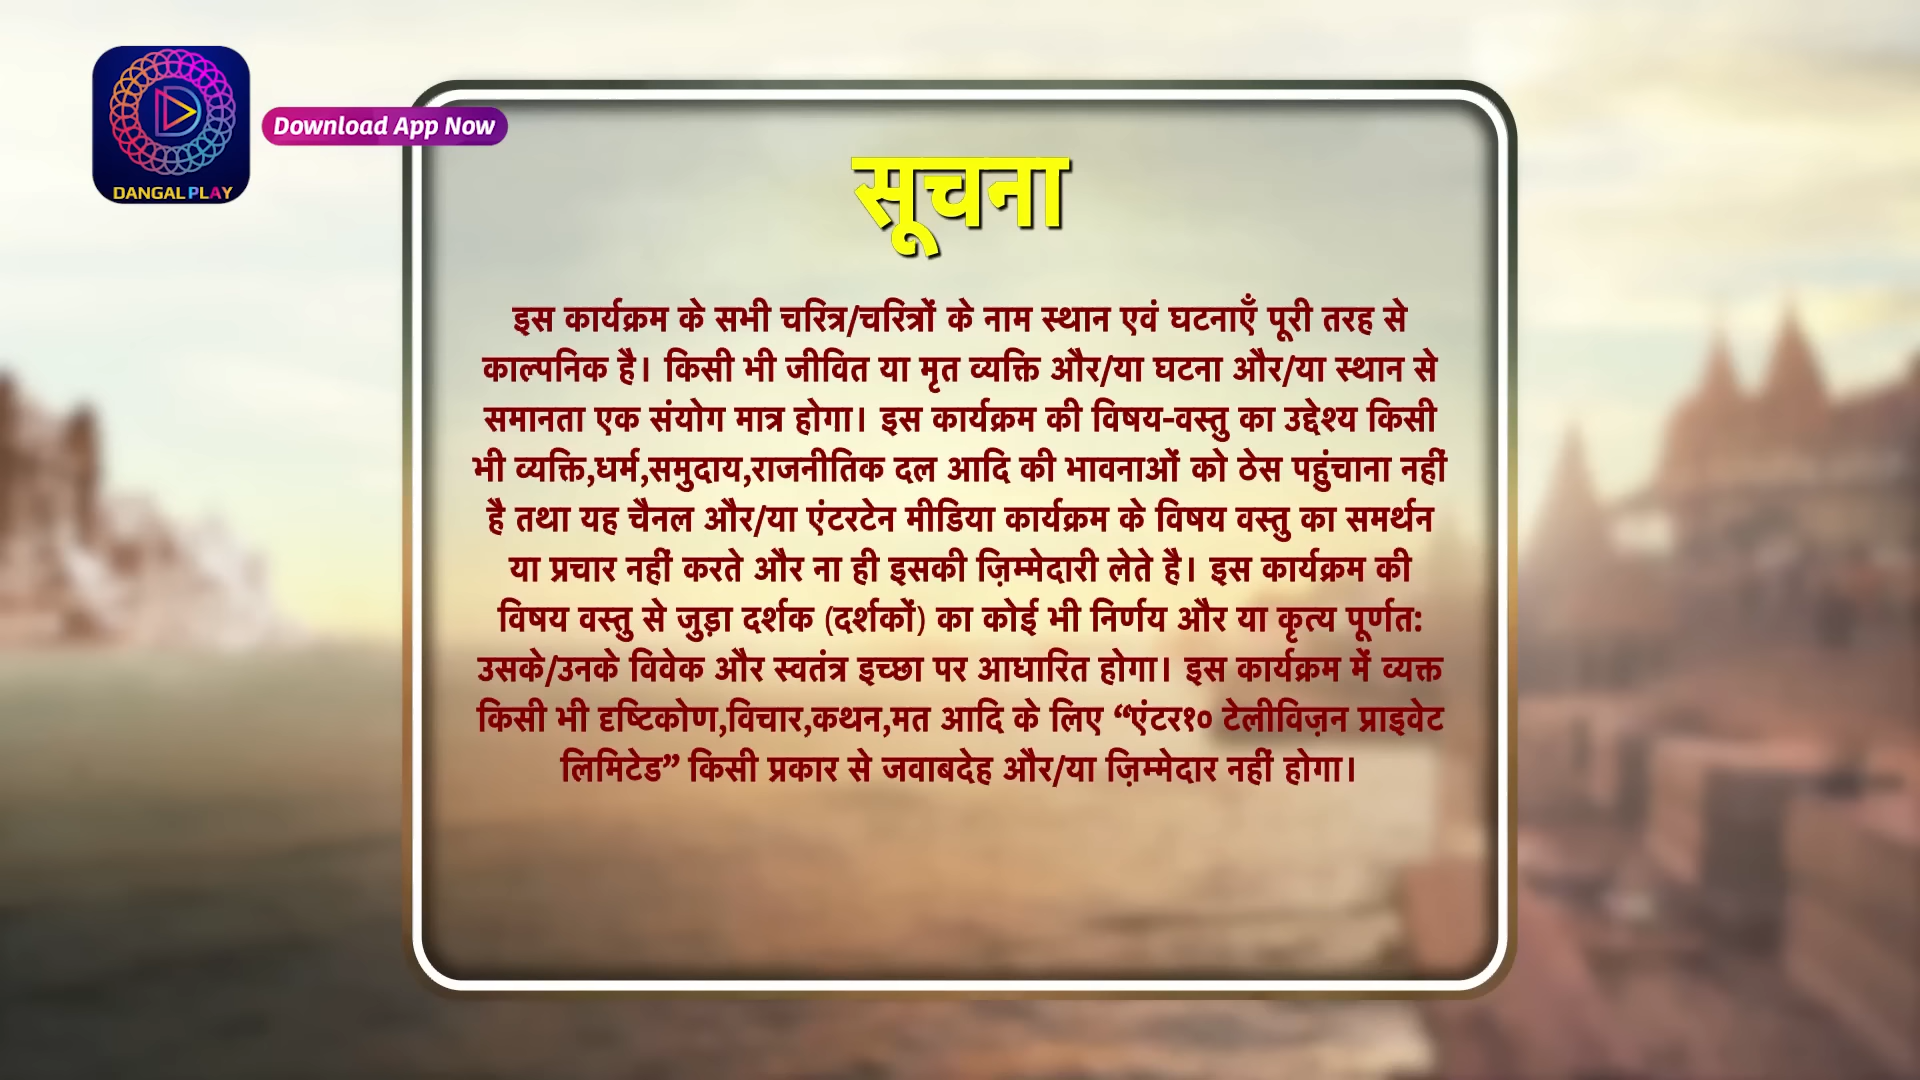 DANGAL PLAY
Download App Now
सूचना
इस कार्यक्रम के सभी चरित्र/चरित्रों के नाम स्थान एवं घटनाएँ पूरी तरह से
काल्पनिक है। किसी भी जीवित या मृत व्यक्ति और/या घटना और/या स्थान से
समानता एक संयोग मात्र होगा। इस कार्यक्रम की विषय-वस्तु का उद्देश्य किसी
भी व्यक्ति,धर्म,समुदाय,राजनीतिक दल आदि की भावनाओं को ठेस पहुंचाना नहीं
है तथा यह चैनल और/या एंटरटेन मीडिया कार्यक्रम के विषय वस्तु का समर्थन
या प्रचार नहीं करते और ना ही इसकी ज़िम्मेदारी लेते है। इस कार्यक्रम की
विषय वस्तु से जुड़ा दर्शक (दर्शकों) का कोई भी निर्णय और या कृत्य पूर्णत:
उसके/उनके विवेक और स्वतंत्र इच्छा पर आधारित होगा। इस कार्यक्रम में व्यक्त
किसी भी दृष्टिकोण,विचार,कथन,मत आदि के लिए “एंटर१० टेलीविज़न प्राइवेट
लिमिटेड” किसी प्रकार से जवाबदेह और/या ज़िम्मेदार नहीं होगा।